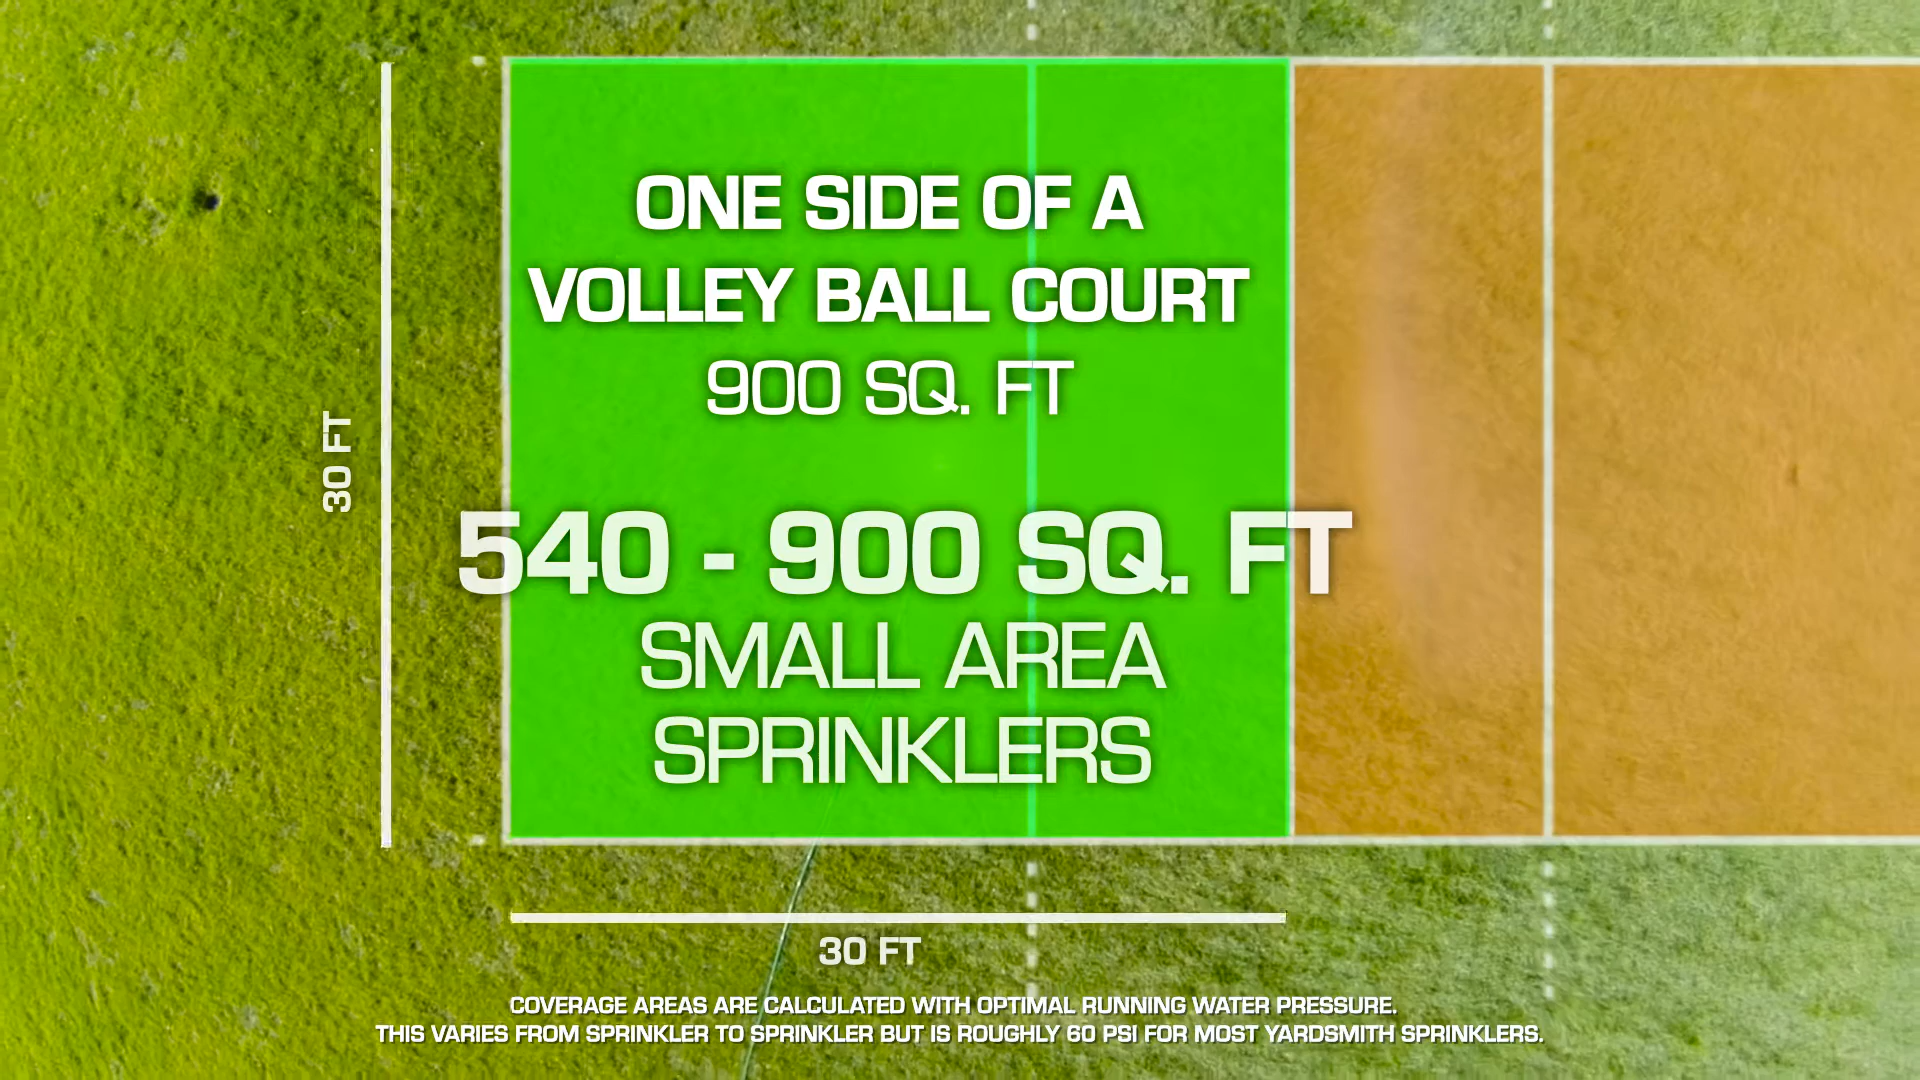 ONE SIDE OF A
VOLLEY BALL COURT
900 SQ. FT
30 FT
540 - 900 SQ. FT
SMALL AREA
SPRINKLERS
30 FT
COVERAGE AREAS ARE CALCULATED WITH OPTIMAL RUNNING WATER PRESSURE.
THIS VARIES FROM SPRINKLER TO SPRINKLER BUT IS ROUGHLY 60 PSI FOR MOST YARDSMITH SPRINKLERS.